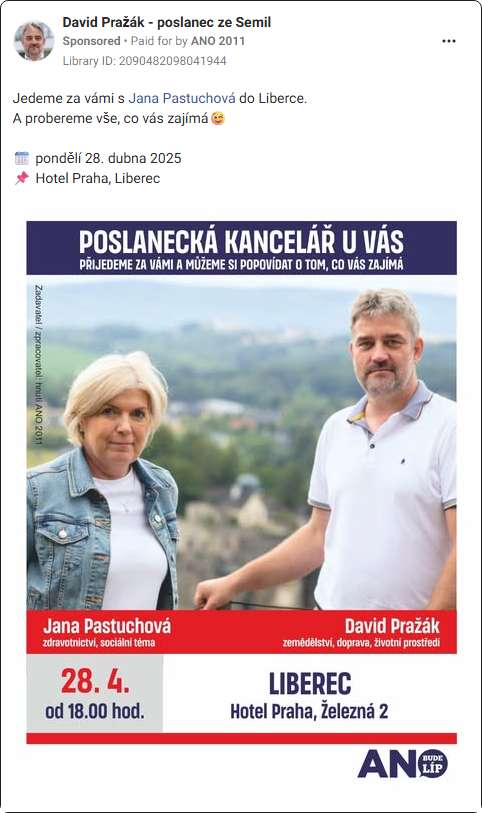 David Pražák - poslanec ze Semil
Sponsored • Paid for by ANO 2011
Library ID: 2090482098041944
Jedeme za vámi s Jana Pastuchová do Liberce.
A probereme vše, co vás zajímá😉
🗓️ pondělí 28. dubna 2025
📌 Hotel Praha, Liberec
POSLANECKÁ KANCELÁŘ U VÁS
PŘIJEDEME ZA VÁMI A MŮŽEME SI POPOVÍDAT O TOM, CO VÁS ZAJÍMÁ
Zadavatel / zpracovatel: hnutí ANO 2011
Jana Pastuchová
zdravotnictví, sociální téma
David Pražák
zemědělství, doprava, životní prostředí
28. 4.
od 18.00 hod.
LIBEREC
Hotel Praha, Železná 2
ANO
BUDE
LÍP